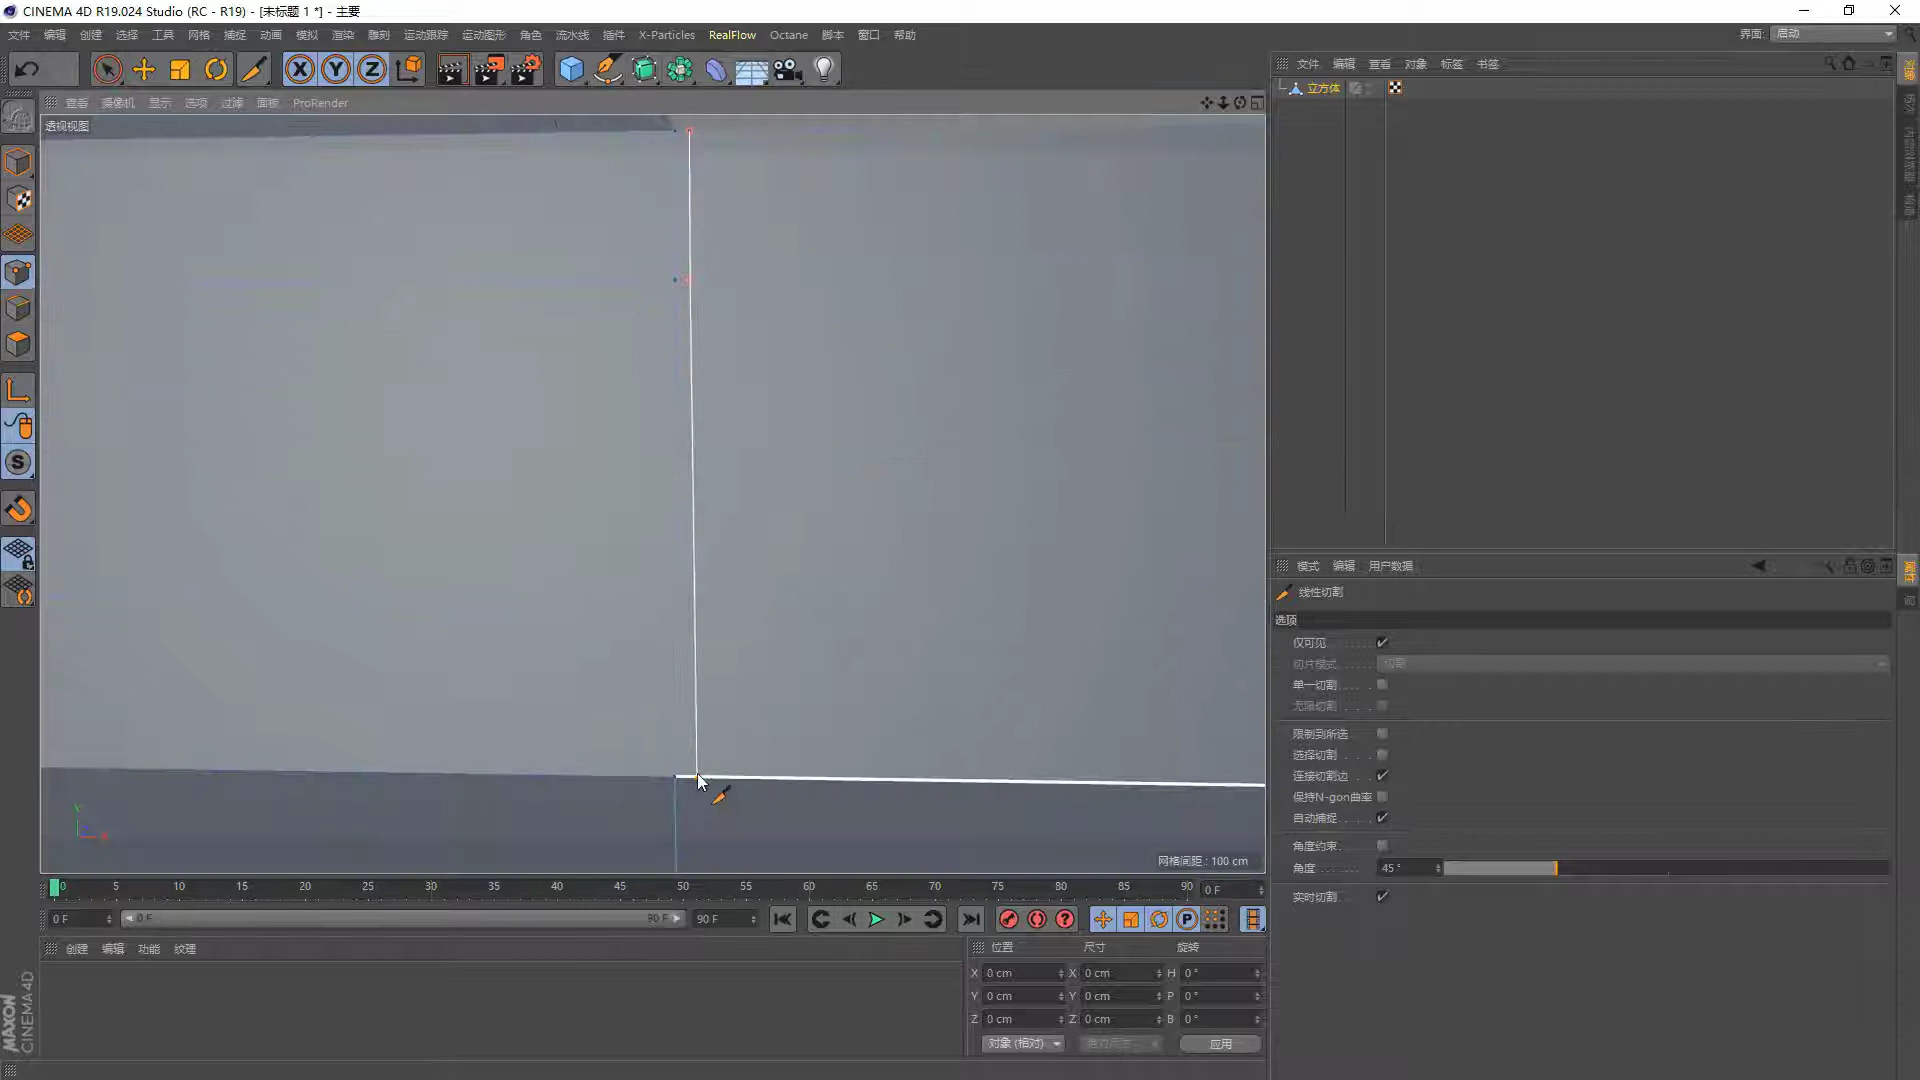 CINEMA 4D R19.024 Studio (RC - R19) - [未标题 1 *] - 主要
文件 编辑 创建 选择 工具 网格 捕捉 动画 模拟 渲染 雕刻 运动跟踪 运动图形 角色 流水线 插件 X-Particles RealFlow Octane 脚本 窗口 帮助
界面: 启动
X Y Z
查看 摄像机 显示 选项 过滤 面板 ProRender
透视视图
Y
S
网格间距 : 100 cm
文件 编辑 查看 对象 标签 书签
立方体
模式 编辑 用户数据
线性切割
选项
仅可见
切片模式 切割
单一切割
无限切割
限制到所选
选择切割
连接切割边
保持N-gon曲率
自动捕捉
角度约束
角度 45 °
实时切割
0 5 10 15 20 25 30 35 40 45 50 55 60 65 70 75 80 85 90 0 F
0 F 0 F 90 F 90 F
P
创建 编辑 功能 纹理
位置 尺寸 旋转
X 0 cm X 0 cm H 0 °
Y 0 cm Y 0 cm P 0 °
Z 0 cm Z 0 cm B 0 °
对象 (相对) 应用
MAXON CINEMA 4D
对象
属性